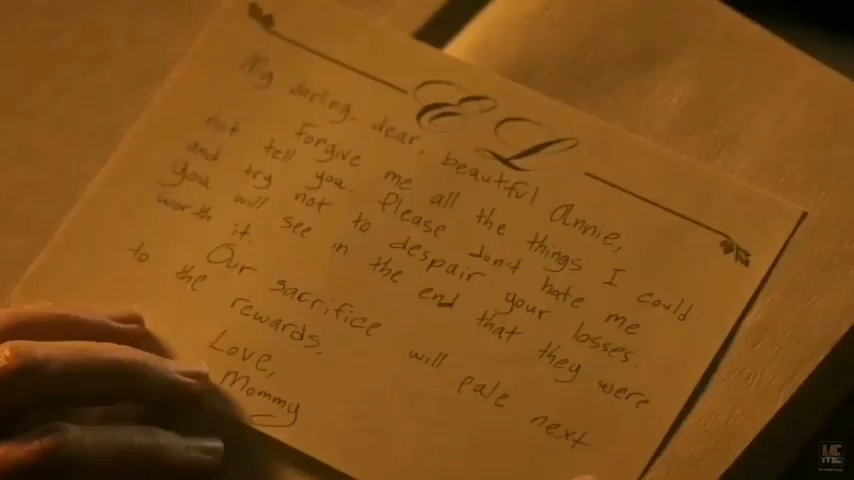 EL
My darling, dear, beautiful Annie,
Forgive me all the things I could
not tell you. Please don't hate me
and try not to despair your losses.
You will see in the end that they were
worth it.
Our sacrifice will pale next
to the rewards.
Love,
Mommy